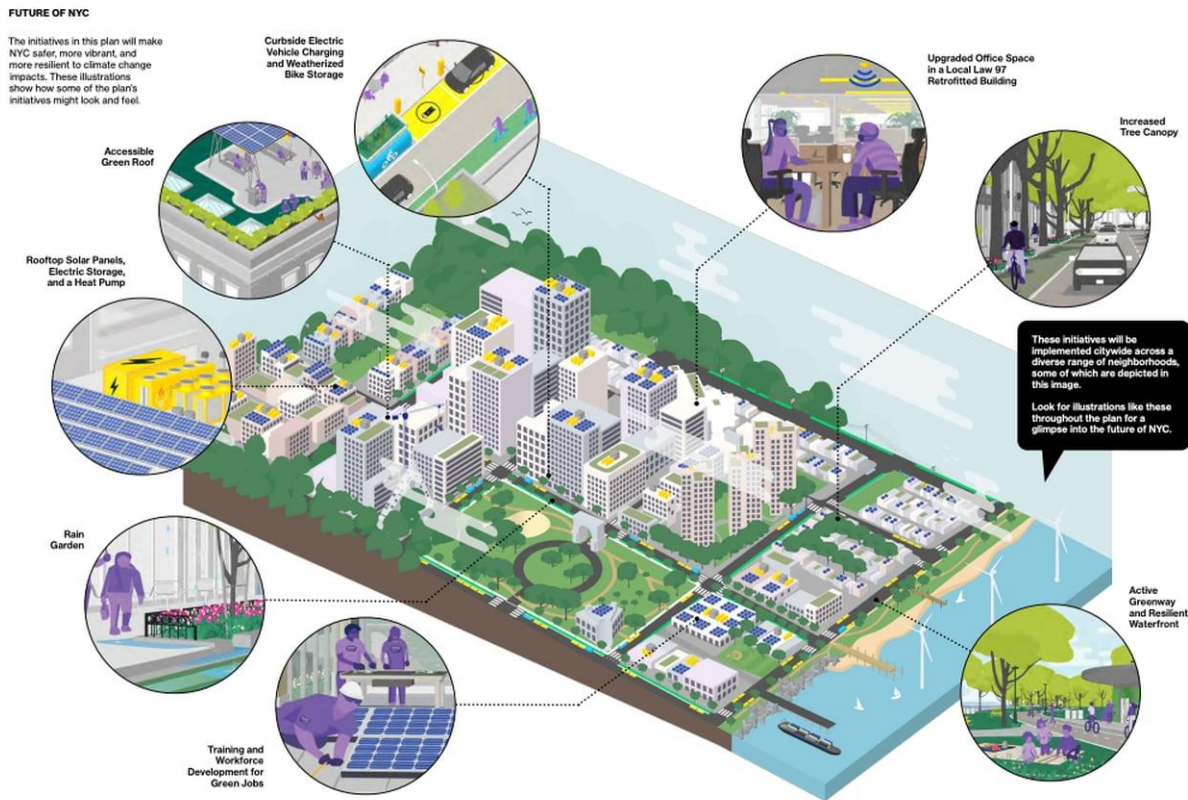 FUTURE OF NYC
The initiatives in this plan will make
NYC safer, more vibrant, and
more resilient to climate change
impacts. These illustrations
show how some of the plan's
initiatives might look and feel.
Curbside Electric
Vehicle Charging
and Weatherized
Bike Storage
Upgraded Office Space
in a Local Law 97
Retrofitted Building
Increased
Tree Canopy
Accessible
Green Roof
Rooftop Solar Panels,
Electric Storage,
and a Heat Pump
These initiatives will be
implemented citywide across a
diverse range of neighborhoods,
some of which are depicted in
this image.
Look for illustrations like these
throughout the plan for a
glimpse into the future of NYC.
Rain
Garden
Active
Greenway
and Resilient
Waterfront
Training and
Workforce
Development for
Green Jobs